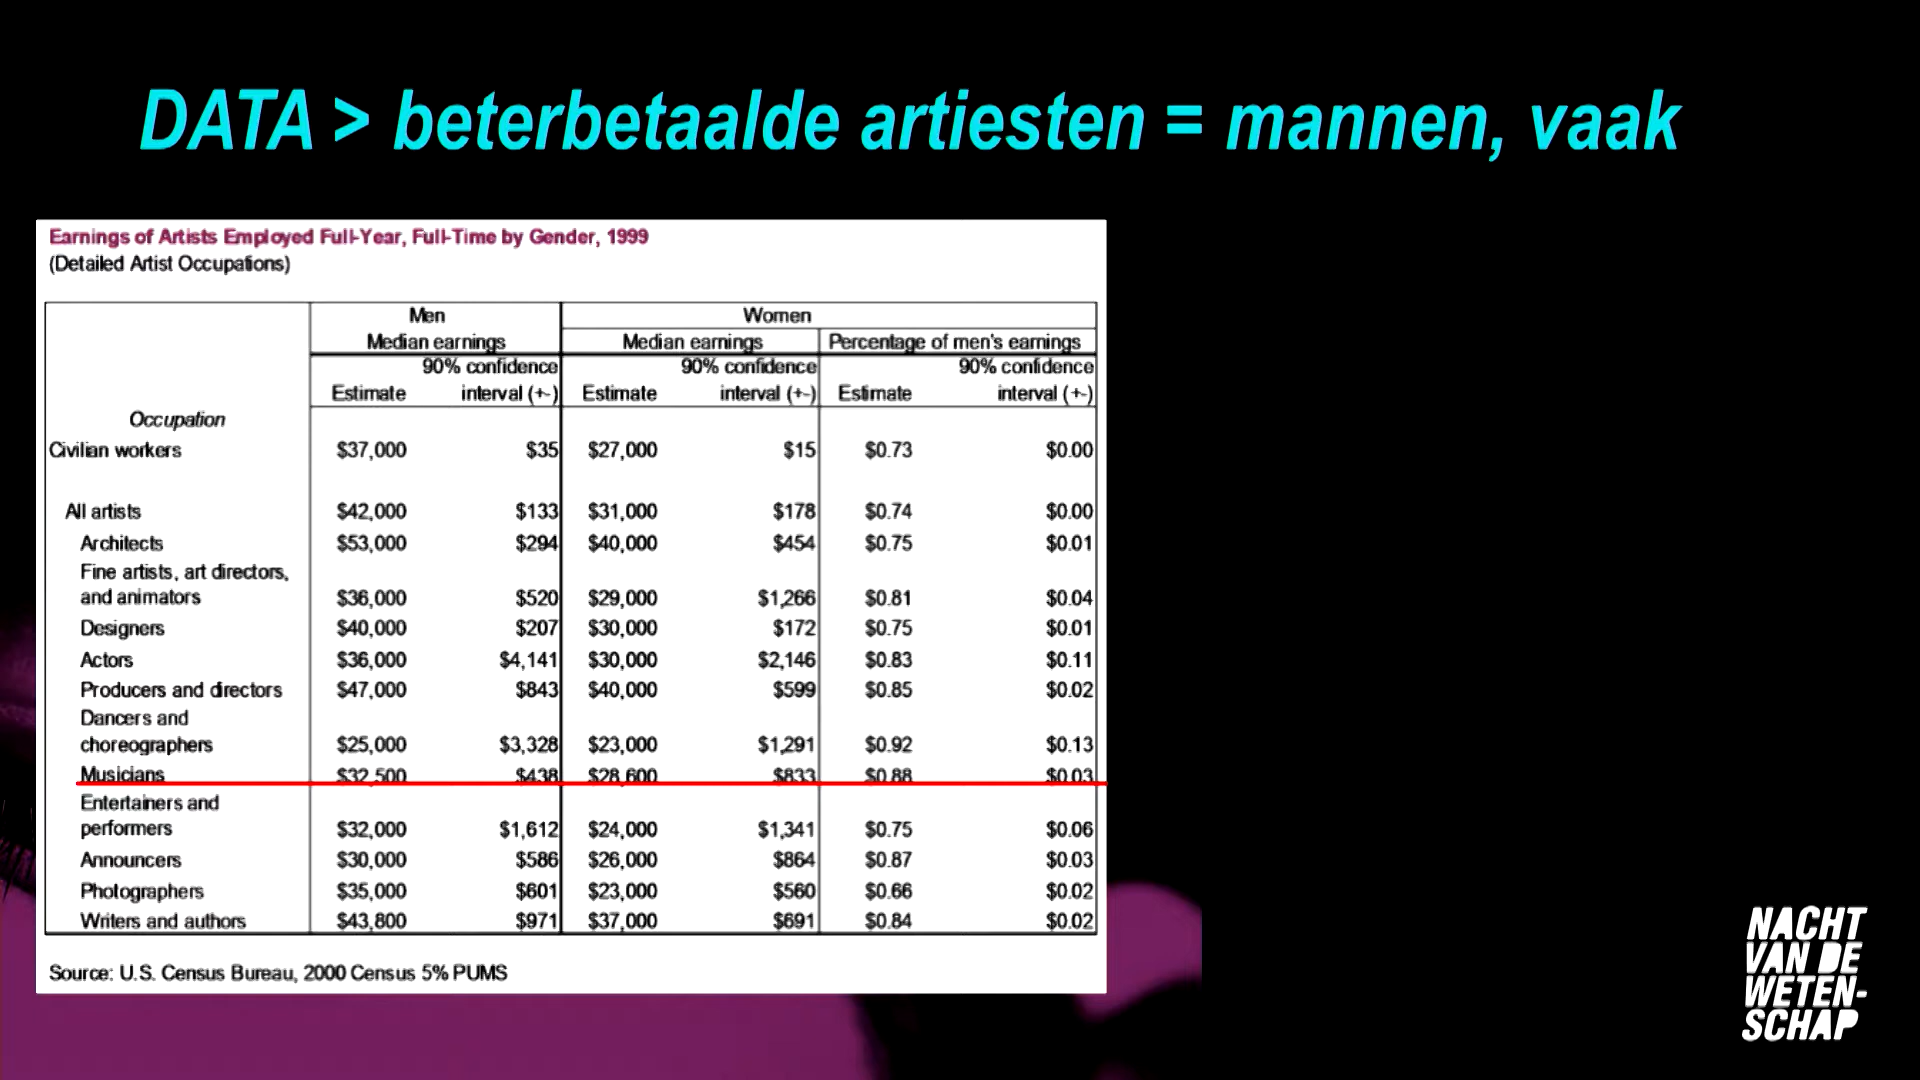 DATA > beterbetaalde artiesten = mannen, vaak
Earnings of Artists Employed Full-Year, Full-Time by Gender, 1999
(Detailed Artist Occupations)
Men Women
Median earnings Median earnings Percentage of men's earnings
90% confidence 90% confidence 90% confidence
Estimate interval (+-) Estimate interval (+-) Estimate interval (+-)
Occupation
Civilian workers $37,000 $35 $27,000 $15 $0.73 $0.00
All artists $42,000 $133 $31,000 $178 $0.74 $0.00
Architects $53,000 $294 $40,000 $454 $0.75 $0.01
Fine artists, art directors,
and animators $36,000 $520 $29,000 $1,266 $0.81 $0.04
Designers $40,000 $207 $30,000 $172 $0.75 $0.01
Actors $36,000 $4,141 $30,000 $2,146 $0.83 $0.11
Producers and directors $47,000 $843 $40,000 $599 $0.85 $0.02
Dancers and
choreographers $25,000 $3,328 $23,000 $1,291 $0.92 $0.13
Musicians $32,500 $438 $28,600 $833 $0.88 $0.03
Entertainers and
performers $32,000 $1,612 $24,000 $1,341 $0.75 $0.06
Announcers $30,000 $586 $26,000 $864 $0.87 $0.03
Photographers $35,000 $601 $23,000 $560 $0.66 $0.02
Writers and authors $43,800 $971 $37,000 $691 $0.84 $0.02
Source: U.S. Census Bureau, 2000 Census 5% PUMS
NACHT
VAN DE
WETEN-
SCHAP